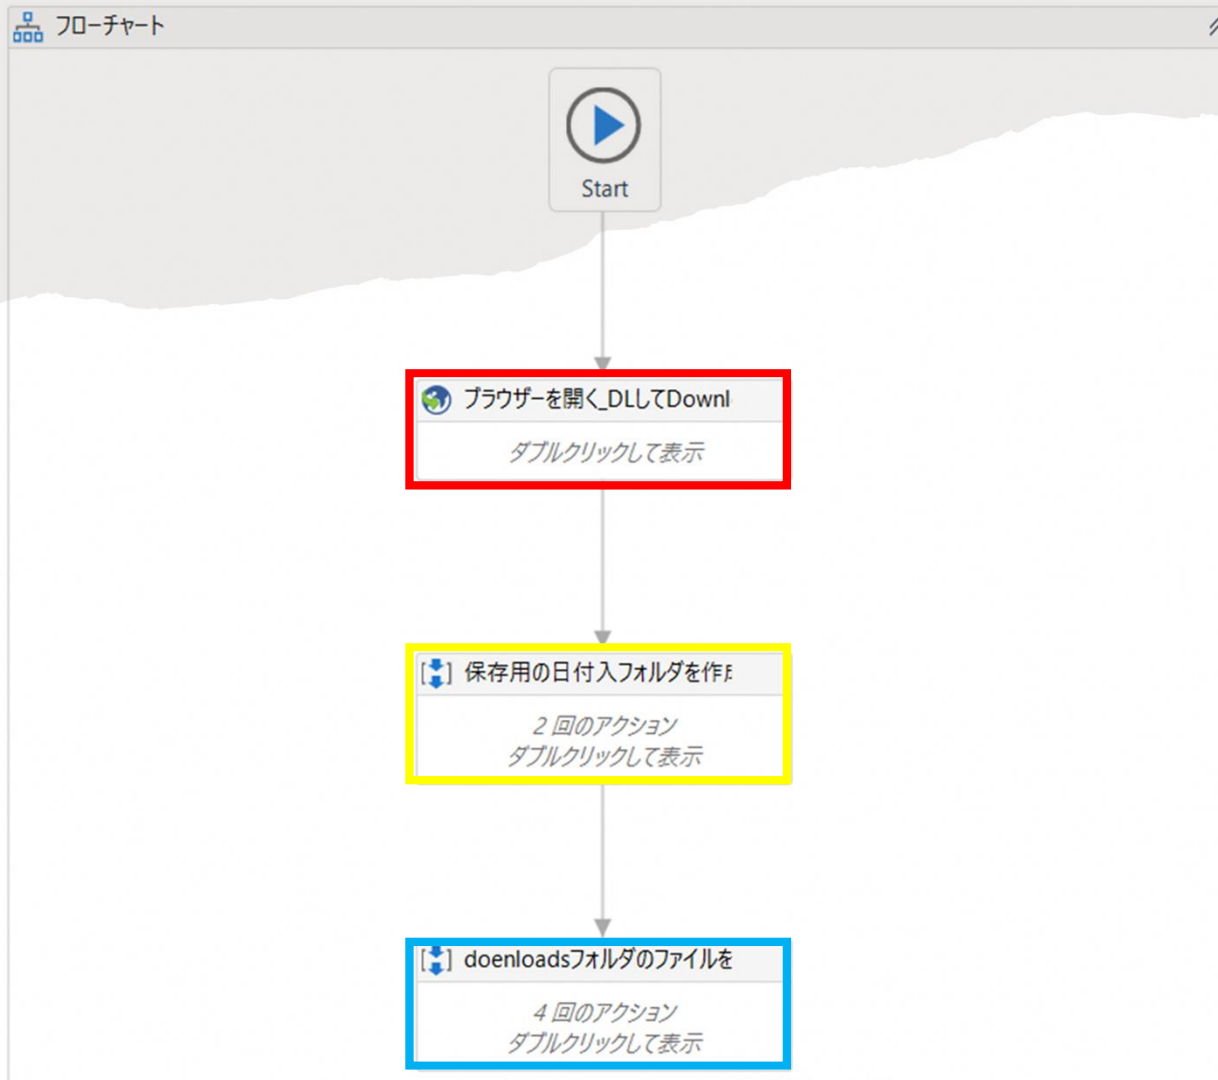 フローチャート
Start
ブラウザーを開く_DLしてDownl
ダブルクリックして表示
保存用の日付入フォルダを作
2 回のアクション
ダブルクリックして表示
doenloadsフォルダのファイルを
4 回のアクション
ダブルクリックして表示